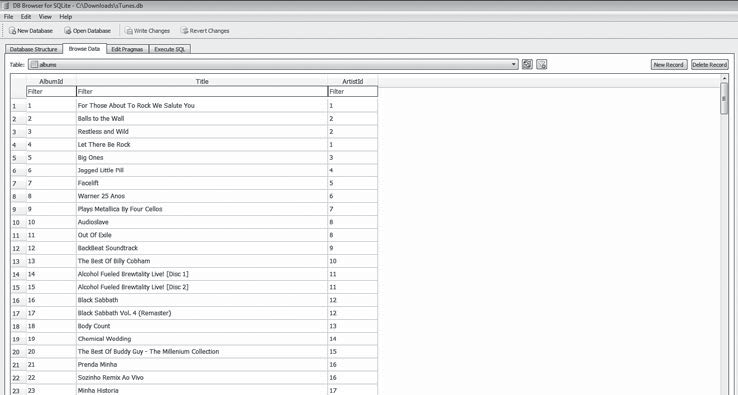 DB Browser for SQLite - C:\Downloads\sTunes.db
File Edit View Help
New Database Open Database Write Changes Revert Changes
Database Structure Browse Data Edit Pragmas Execute SQL
Table: albums New Record Delete Record
AlbumId Title ArtistId
Filter Filter Filter
1 1 For Those About To Rock We Salute You 1
2 2 Balls to the Wall 2
3 3 Restless and Wild 2
4 4 Let There Be Rock 1
5 5 Big Ones 3
6 6 Jagged Little Pill 4
7 7 Facelift 5
8 8 Warner 25 Anos 6
9 9 Plays Metallica By Four Cellos 7
10 10 Audioslave 8
11 11 Out Of Exile 8
12 12 BackBeat Soundtrack 9
13 13 The Best Of Billy Cobham 10
14 14 Alcohol Fueled Brewtality Live! [Disc 1] 11
15 15 Alcohol Fueled Brewtality Live! [Disc 2] 11
16 16 Black Sabbath 12
17 17 Black Sabbath Vol. 4 (Remaster) 12
18 18 Body Count 13
19 19 Chemical Wedding 14
20 20 The Best Of Buddy Guy - The Millenium Collection 15
21 21 Prenda Minha 16
22 22 Sozinho Remix Ao Vivo 16
23 23 Minha Historia 17